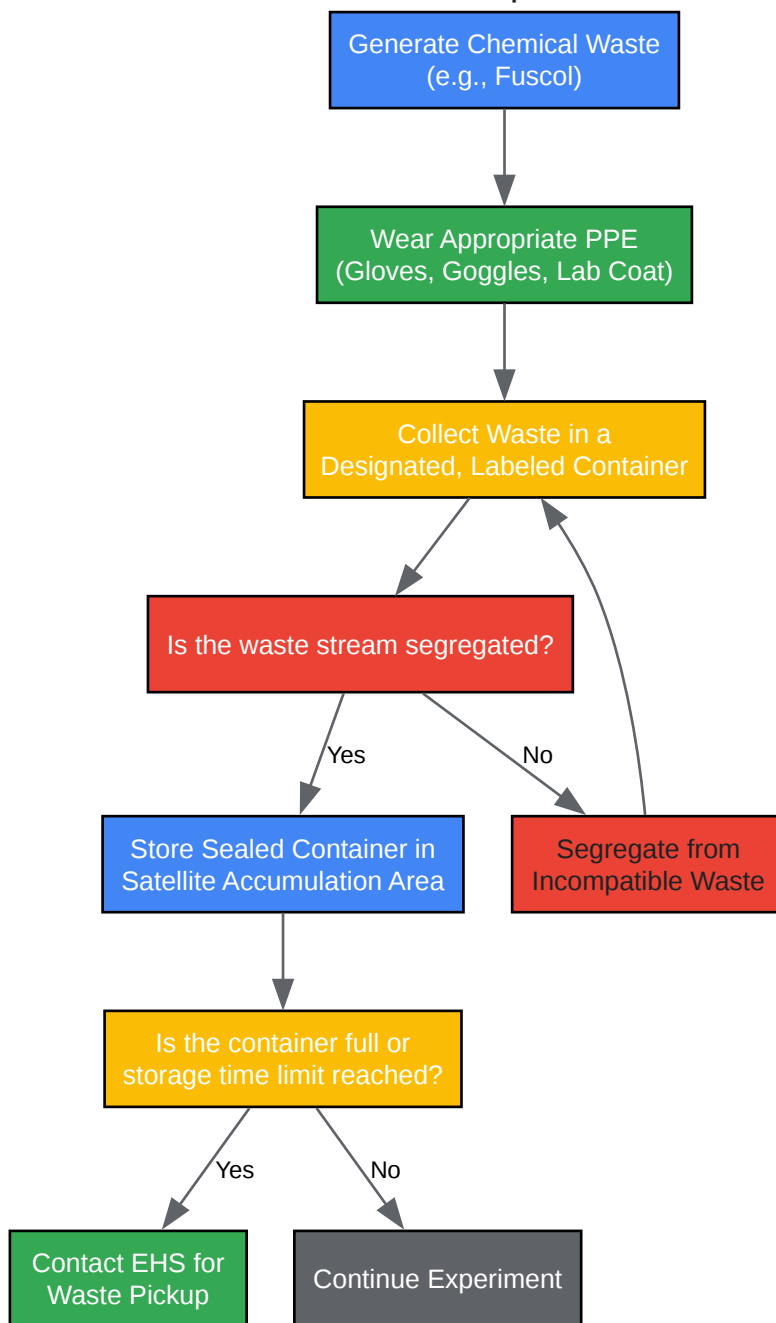 Generate Chemical Waste
(e.g., Fuscol)
Wear Appropriate PPE
(Gloves, Goggles, Lab Coat)
Collect Waste in a
Designated, Labeled Container
Is the waste stream segregated?
Yes
No
Store Sealed Container in
Satellite Accumulation Area
Segregate from
Incompatible Waste
Is the container full or
storage time limit reached?
Yes
No
Contact EHS for
Waste Pickup
Continue Experiment